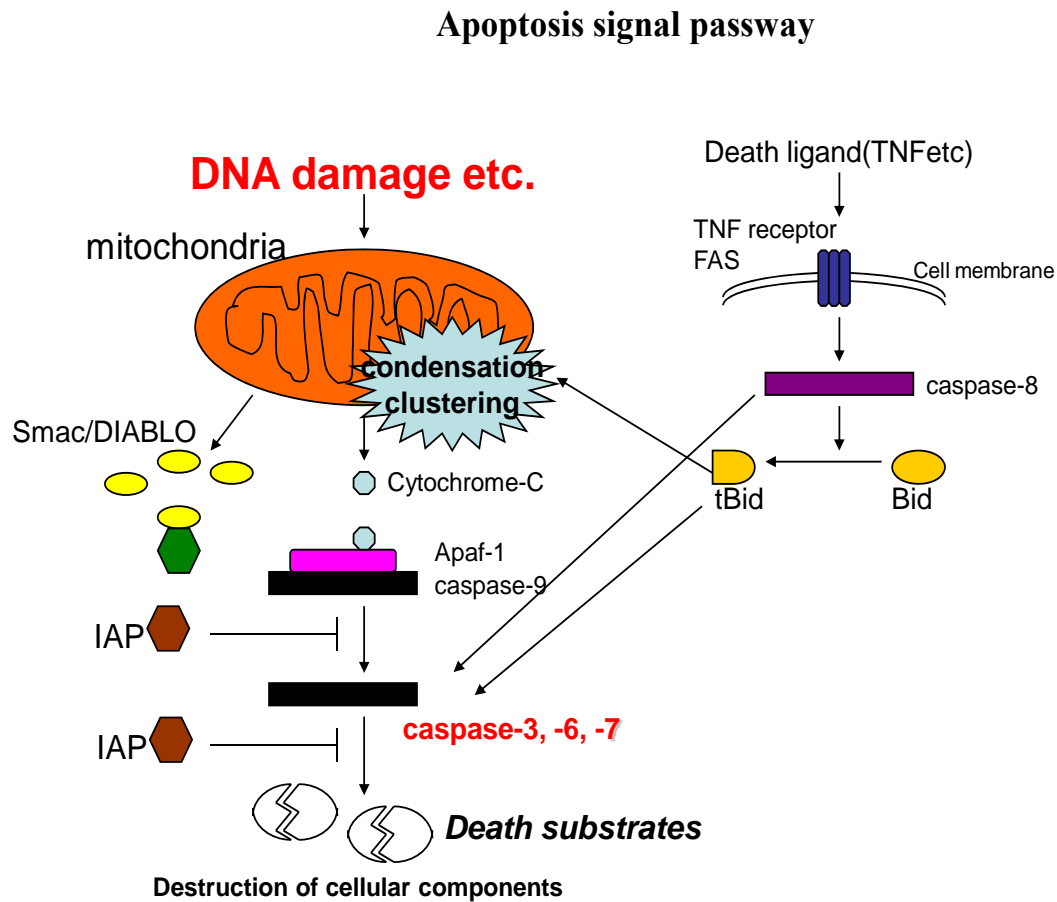 Apoptosis signal passway
DNA damage etc.
Death ligand(TNFetc)
mitochondria
TNF receptor
FAS
Cell membrane
condensation
clustering
caspase-8
Smac/DIABLO
Cytochrome-C
tBid
Bid
Apaf-1
caspase-9
IAP
caspase-3, -6, -7
IAP
Death substrates
Destruction of cellular components